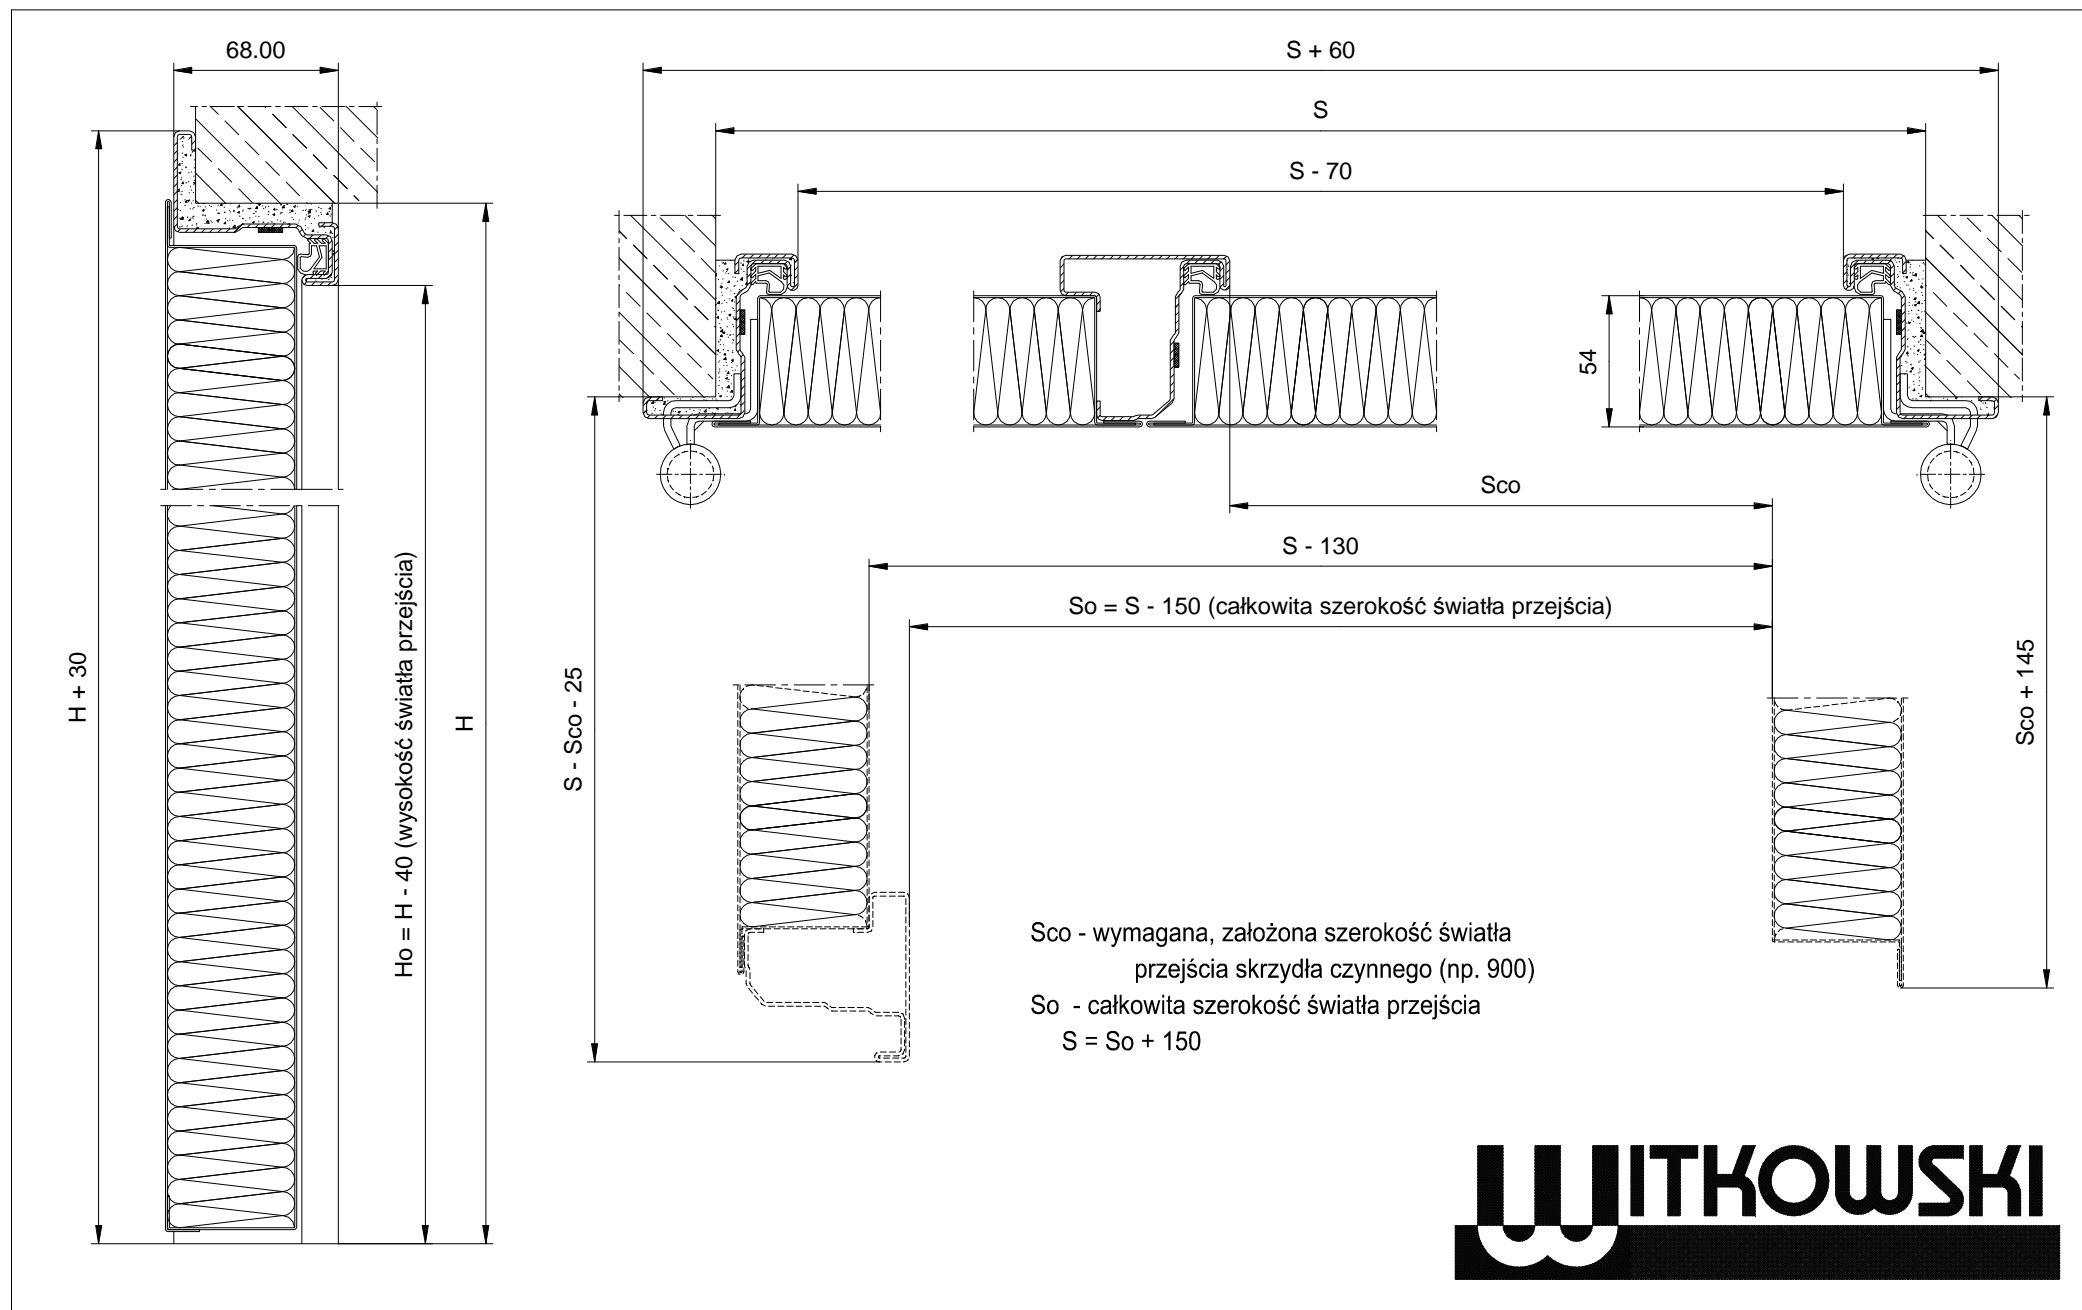 68.00
S + 60
S
S - 70
54
Sco
S - 130
So = S - 150 (całkowita szerokość światła przejścia)
H + 30
Ho = H - 40 (wysokość światła przejścia)
H
S - Sco - 25
Sco + 145
Sco - wymagana, założona szerokość światła
przejścia skrzydła czynnego (np. 900)
So - całkowita szerokość światła przejścia
S = So + 150
WITKOWSKI